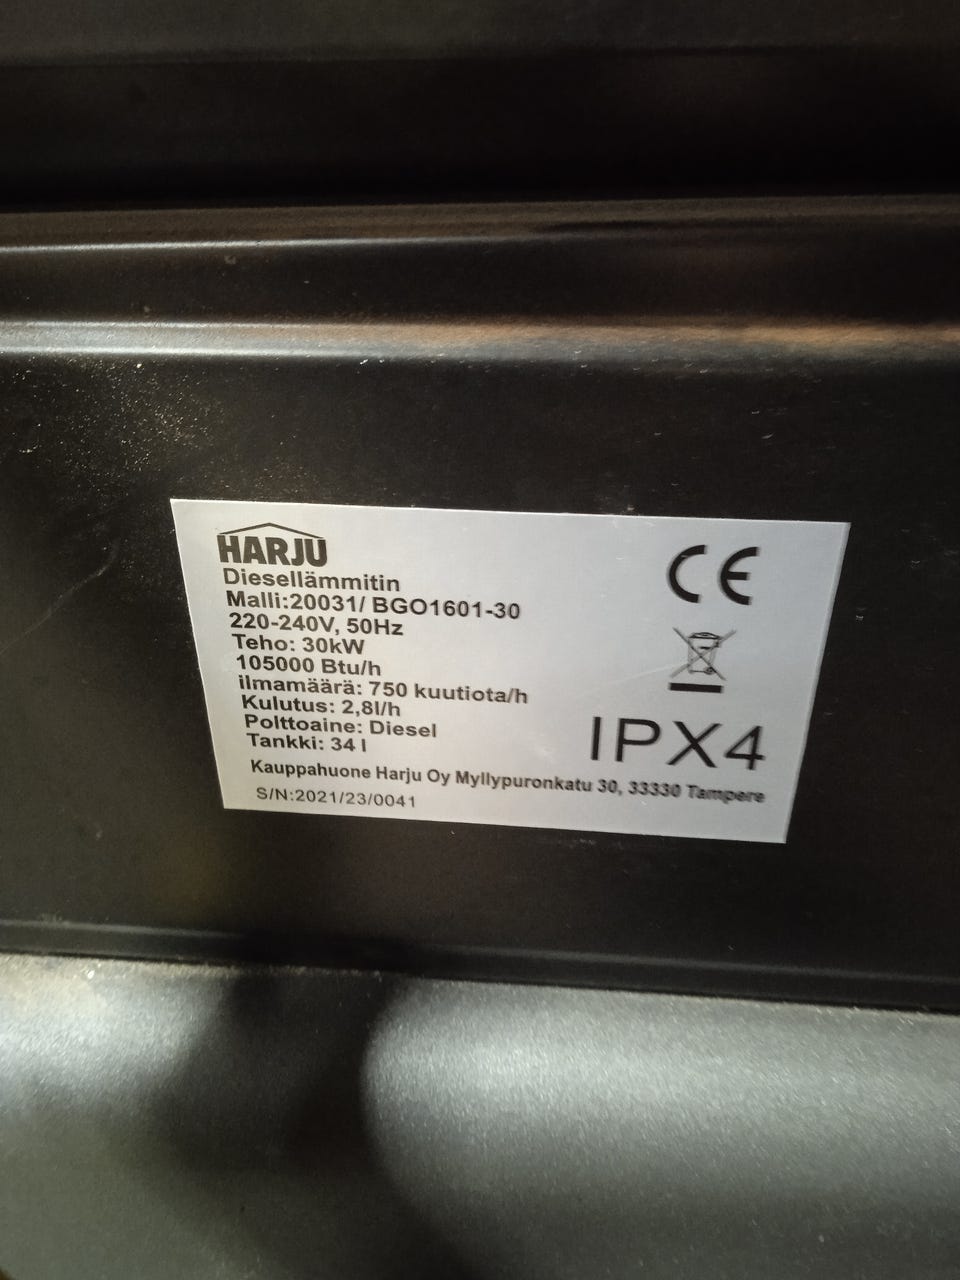 HARJU
Diesellämmitin
Malli:20031/ BGO1601-30
220-240V, 50Hz
Teho: 30kW
105000 Btu/h
ilmamäärä: 750 kuutiota/h
Kulutus: 2,8l/h
Polttoaine: Diesel
Tankki: 34 l
CE
IPX4
Kauppahuone Harju Oy Myllypuronkatu 30, 33330 Tampere
S/N:2021/23/0041